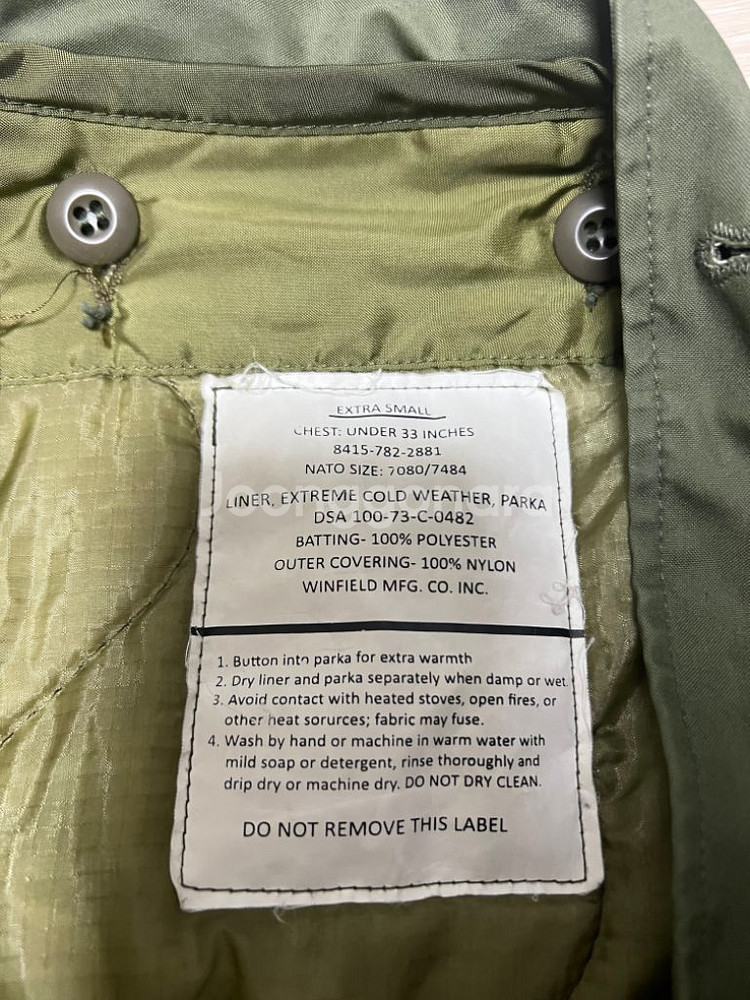 EXTRA SMALL
CHEST: UNDER 33 INCHES
8415-782-2881
NATO SIZE: 7080/7484
LINER, EXTREME COLD WEATHER, PARKA
DSA 100-73-C-0482
BATTING- 100% POLYESTER
OUTER COVERING- 100% NYLON
WINFIELD MFG. CO. INC.
1. Button into parka for extra warmth
2. Dry liner and parka separately when damp or wet.
3. Avoid contact with heated stoves, open fires, or
other heat sorurces; fabric may fuse.
4. Wash by hand or machine in warm water with
mild soap or detergent, rinse thoroughly and
drip dry or machine dry. DO NOT DRY CLEAN.
DO NOT REMOVE THIS LABEL